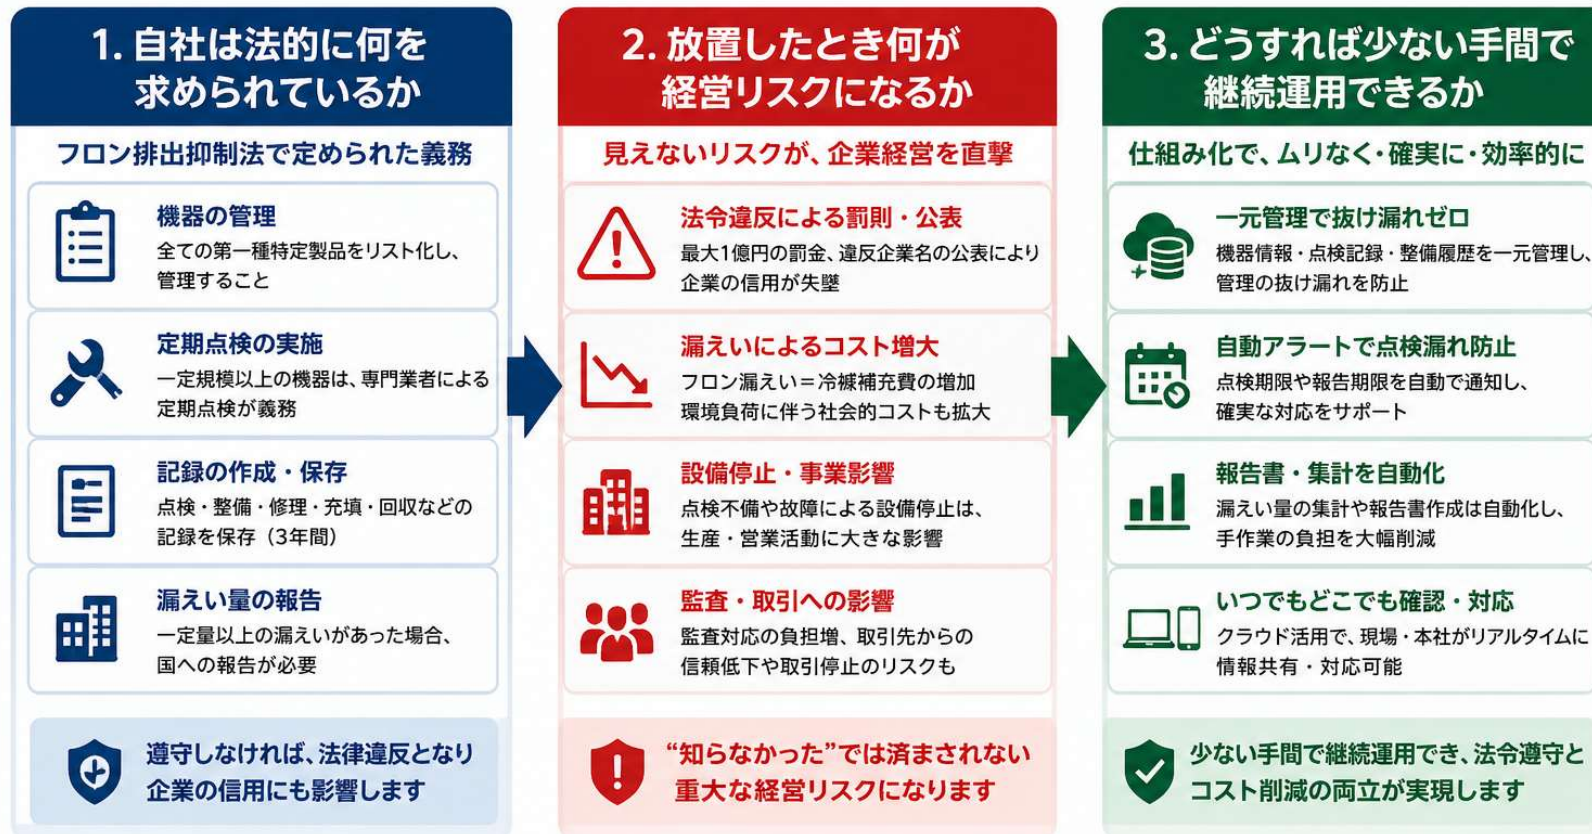 1. 自社は法的に何を
求められているか
フロン排出抑制法で定められた義務
機器の管理
全ての第一種特定製品をリスト化し、
管理すること
定期点検の実施
一定規模以上の機器は、専門業者による
定期点検が義務
記録の作成・保存
点検・整備・修理・充填・回収などの
記録を保存（3年間）
漏えい量の報告
一定量以上の漏えいがあった場合、
国への報告が必要
遵守しなければ、法律違反となり
企業の信用にも影響します
2. 放置したとき何が
経営リスクになるか
見えないリスクが、企業経営を直撃
法令違反による罰則・公表
最大1億円の罰金、違反企業名の公表により
企業の信用が失墜
漏えいによるコスト増大
フロン漏えい＝冷補充費の増加
環境負荷に伴う社会的コストも拡大
設備停止・事業影響
点検不備や故障による設備停止は、
生産・営業活動に大きな影響
監査・取引への影響
監査対応の負担増、取引先からの
信頼低下や取引停止のリスクも
“知らなかった”では済まされない
重大な経営リスクになります
3. どうすれば少ない手間で
継続運用できるか
仕組み化で、ムリなく・確実に・効率的に
一元管理で抜け漏れゼロ
機器情報・点検記録・整備履歴を一元管理し、
管理の抜け漏れを防止
自動アラートで点検漏れ防止
点検期限や報告期限を自動で通知し、
確実な対応をサポート
報告書・集計を自動化
漏えい量の集計や報告書作成は自動化し、
手作業の負担を大幅削減
いつでもどこでも確認・対応
クラウド活用で、現場・本社がリアルタイムに
情報共有・対応可能
少ない手間で継続運用でき、法令遵守と
コスト削減の両立が実現します